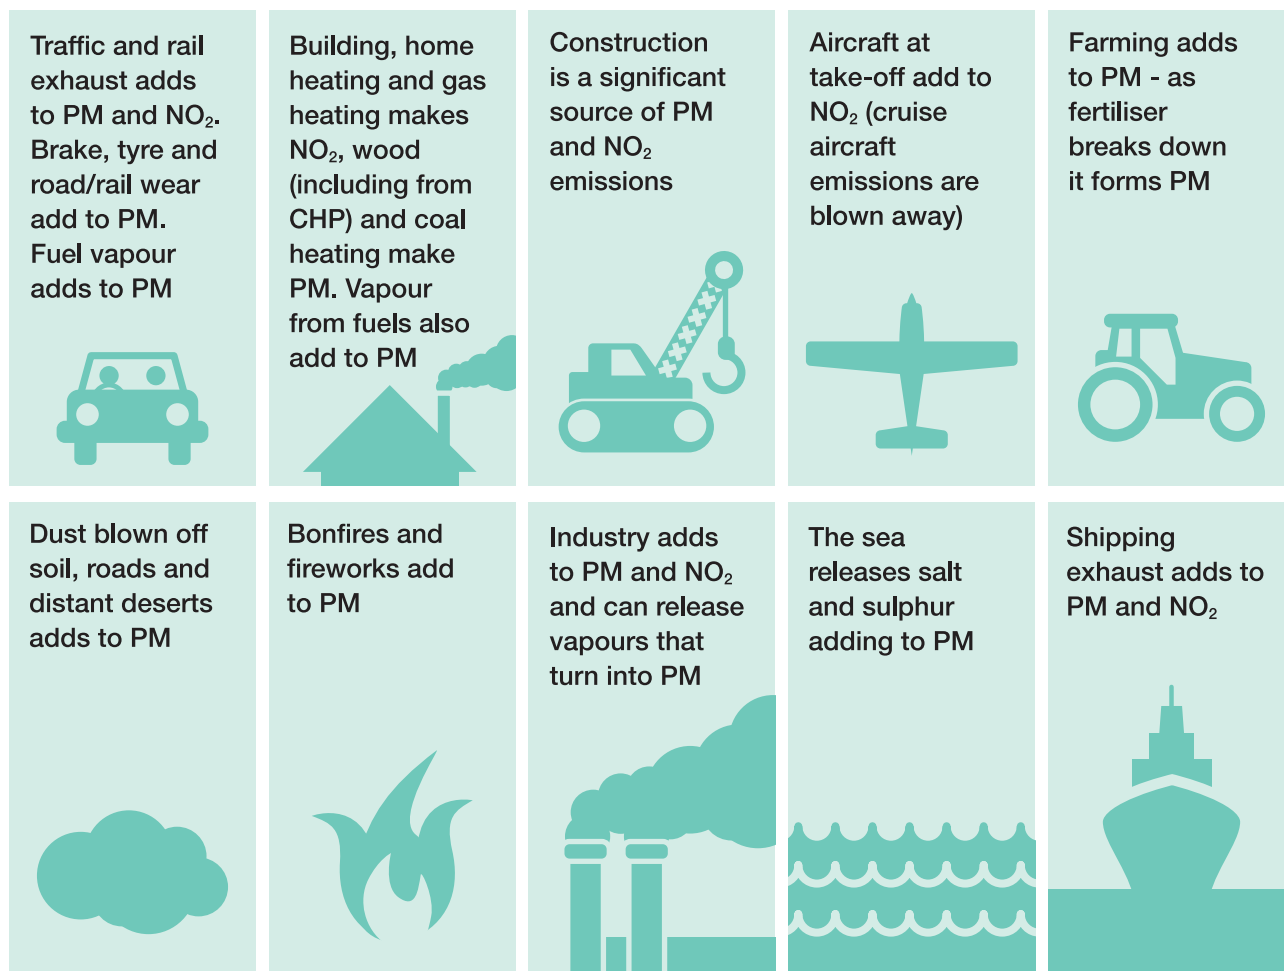 Traffic and rail
exhaust adds
to PM and NO₂.
Brake, tyre and
road/rail wear
add to PM.
Fuel vapour
adds to PM
Building, home
heating and gas
heating makes
NO₂, wood
(including from
CHP) and coal
heating make
PM. Vapour
from fuels also
add to PM
Construction
is a significant
source of PM
and NO₂
emissions
Aircraft at
take-off add to
NO₂ (cruise
aircraft
emissions are
blown away)
Farming adds
to PM - as
fertiliser
breaks down
it forms PM
Dust blown off
soil, roads and
distant deserts
adds to PM
Bonfires and
fireworks add
to PM
Industry adds
to PM and NO₂
and can release
vapours that
turn into PM
The sea
releases salt
and sulphur
adding to PM
Shipping
exhaust adds to
PM and NO₂